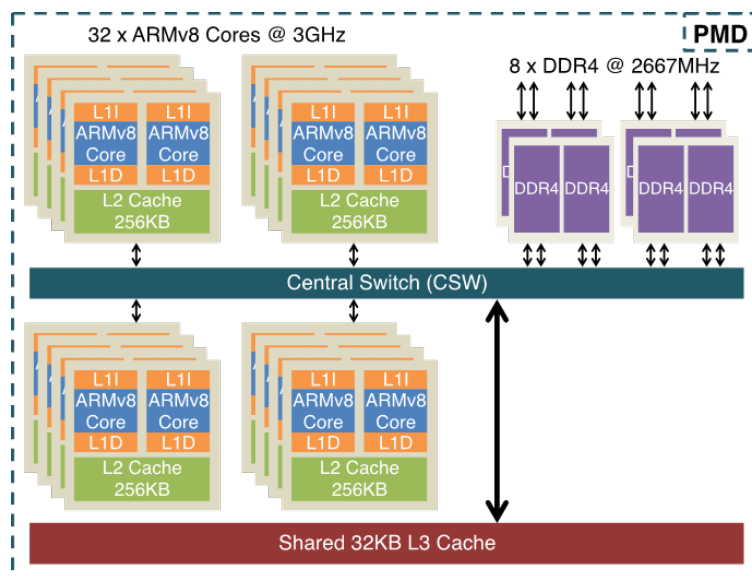 32 x ARMv8 Cores @ 3GHz
PMD
8 x DDR4 @ 2667MHz
L1I L1I
ARMv8 ARMv8
Core Core
L1D L1D
L2 Cache
256KB
L1I L1I
ARMv8 ARMv8
Core Core
L1D L1D
L2 Cache
256KB
DDR4 DDR4
DDR4 DDR4
Central Switch (CSW)
L1I L1I
ARMv8 ARMv8
Core Core
L1D L1D
L2 Cache
256KB
L1I L1I
ARMv8 ARMv8
Core Core
L1D L1D
L2 Cache
256KB
Shared 32KB L3 Cache